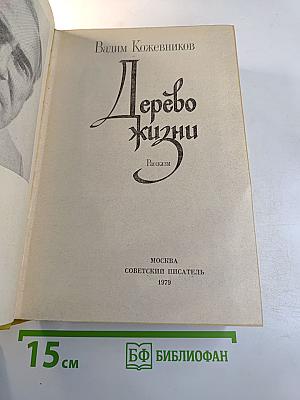 Вадим Кожевников
Дерево
жизни
Рассказы
МОСКВА
СОВЕТСКИЙ ПИСАТЕЛЬ
1979
15 см
БФ БИБЛИОФАН